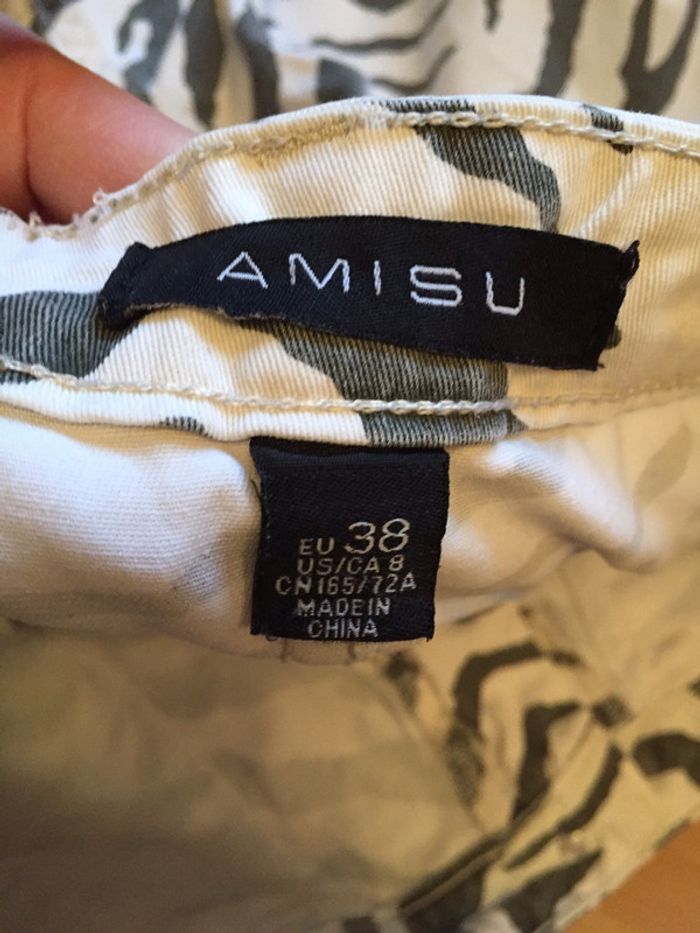 AMISU
EU 38
US/CA 8
CN165/72A
MADE IN
CHINA